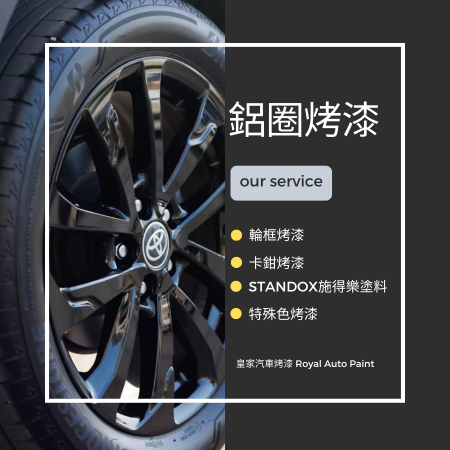 鋁圈烤漆
our service
輪框烤漆
卡鉗烤漆
STANDOX施得樂塗料
特殊色烤漆
皇家汽車烤漆 Royal Auto Paint